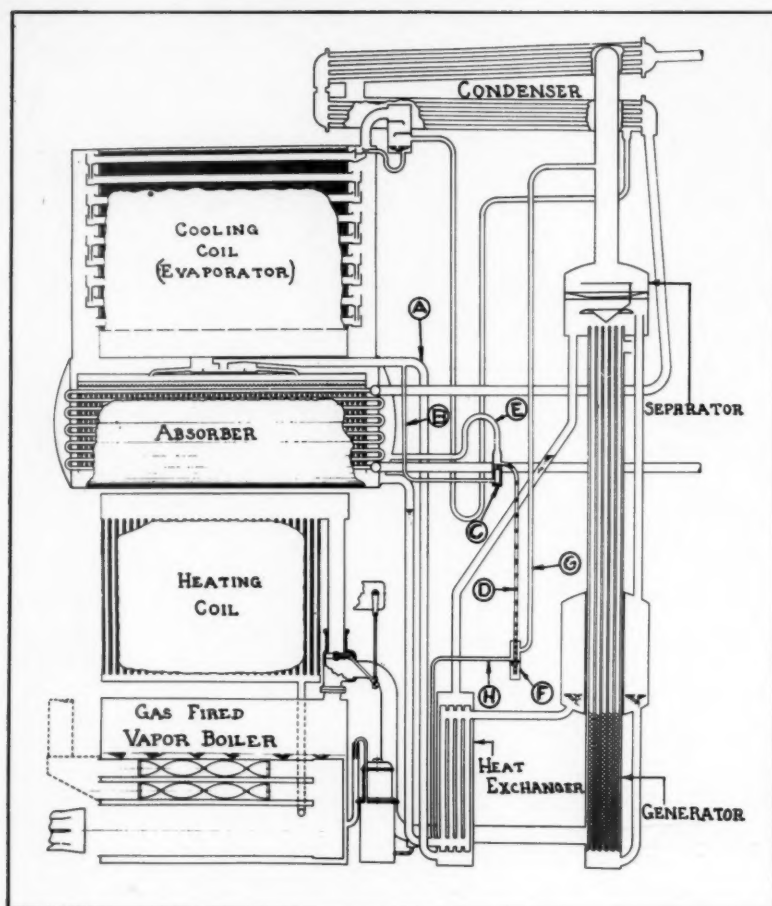 CONDENSER
COOLING
COIL
(EVAPORATOR)
A
SEPARATOR
B
E
ABSORBER
C
G
HEATING
COIL
D
H
F
GAS FIRED
VAPOR BOILER
HEAT
EXCHANGER
GENERATOR